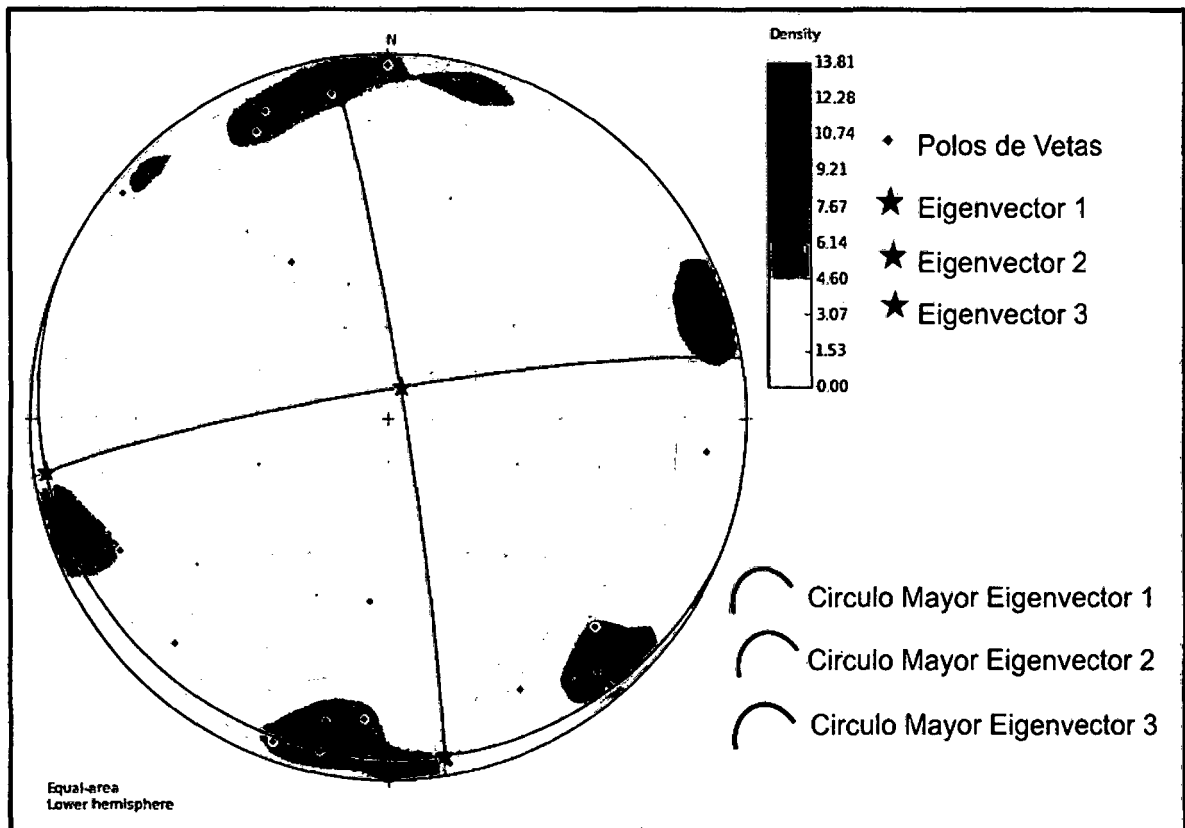 N
Density
13.81
12.28
10.74
9.21
7.67
6.14
4.60
3.07
1.53
0.00
Polos de Vetas
Eigenvector 1
Eigenvector 2
Eigenvector 3
Circulo Mayor Eigenvector 1
Circulo Mayor Eigenvector 2
Circulo Mayor Eigenvector 3
Equal-area
Lower hemisphere